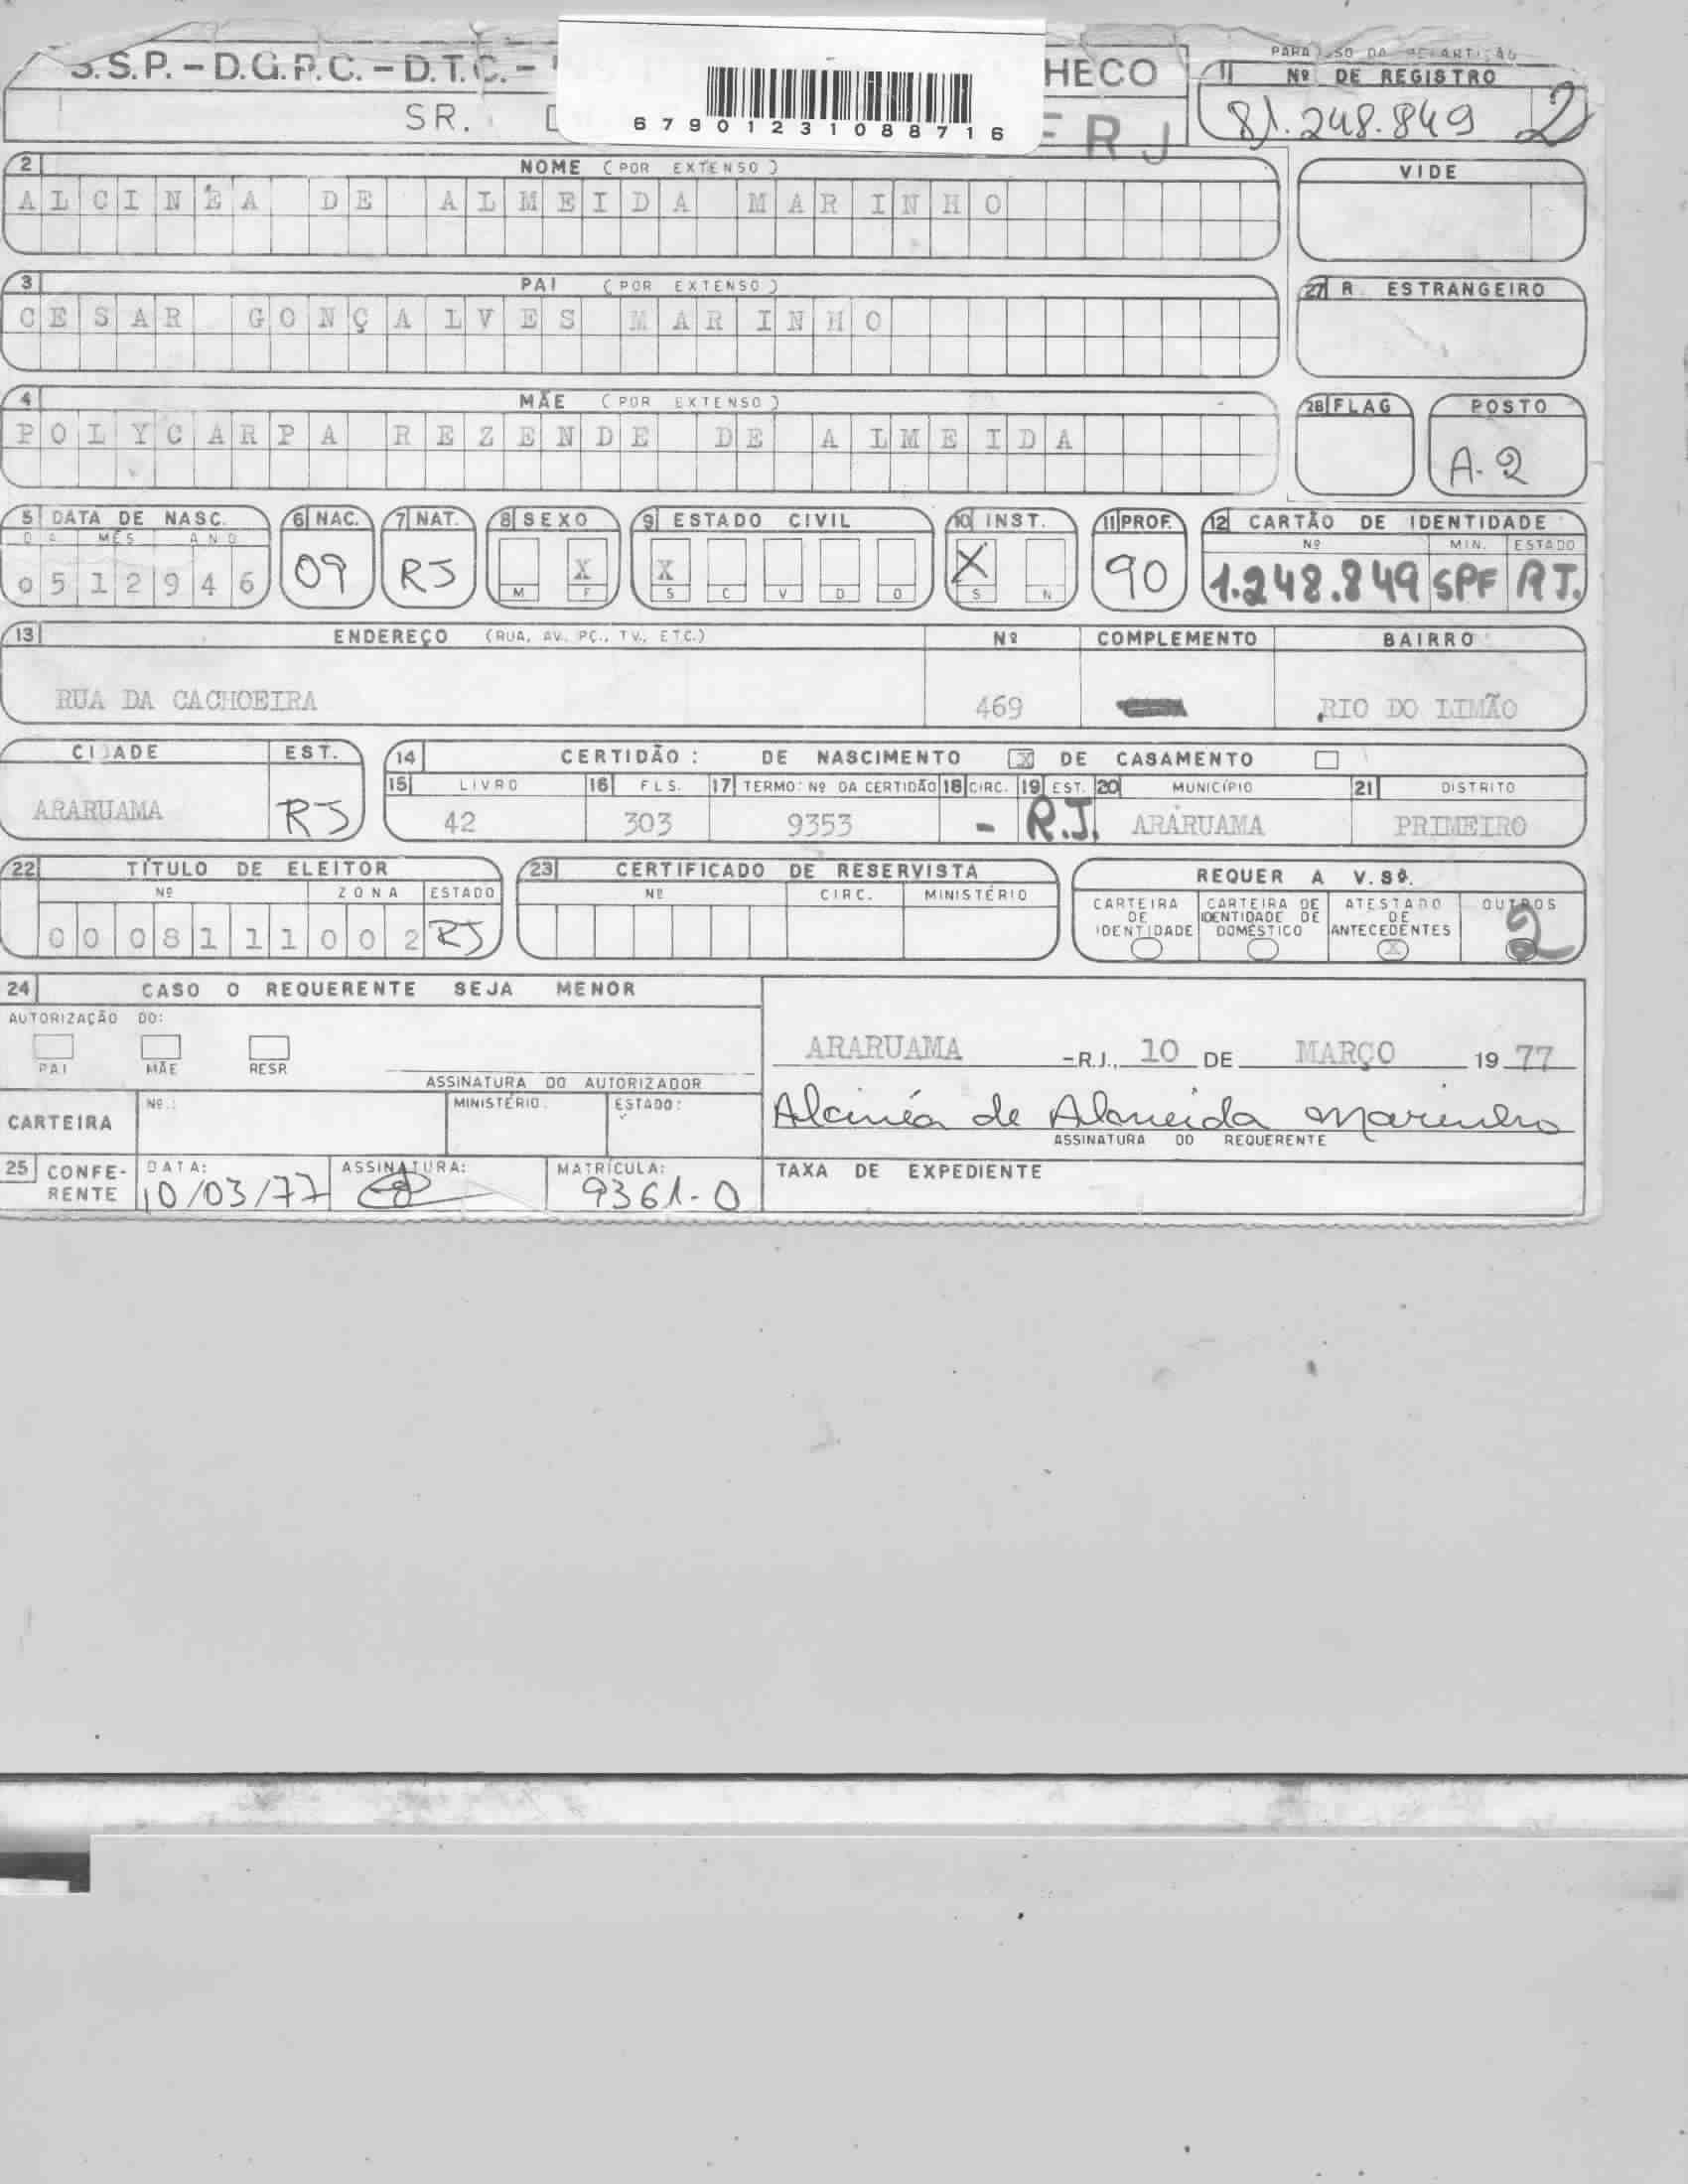 S.S.P. - D.G.P.C. - D.T.C. - HECO
SR. RJ
67901231088716
PARA USO DA REPARTIÇÃO
1 Nº DE REGISTRO
81.248.849 2
2 NOME (POR EXTENSO)
ALCINÉA DE ALMEIDA MARINHO
VIDE
3 PAI (POR EXTENSO)
CESAR GONÇALVES MARINHO
27 R. ESTRANGEIRO
4 MÃE (POR EXTENSO)
POLYCARPA REZENDE DE ALMEIDA
28 FLAG
POSTO
A-2
5 DATA DE NASC. 6 NAC. 7 NAT. 8 SEXO 9 ESTADO CIVIL 10 INST. 11 PROF. 12 CARTÃO DE IDENTIDADE
DIA MÊS ANO Nº MIN. ESTADO
0512946 09 RJ X X X 90 1.248.849 SPF RJ.
M F S C V D O S N
13 ENDEREÇO (RUA, AV., PÇ., TV., ETC.) Nº COMPLEMENTO BAIRRO
RUA DA CACHOEIRA 469 RIO DO LIMÃO
CIDADE EST. 14 CERTIDÃO: DE NASCIMENTO X DE CASAMENTO
15 LIVRO 16 FLS. 17 TERMO: Nº DA CERTIDÃO 18 CIRC. 19 EST. 20 MUNICÍPIO 21 DISTRITO
ARARUAMA RJ 42 303 9353 - R.J. ARARUAMA PRIMEIRO
22 TÍTULO DE ELEITOR 23 CERTIFICADO DE RESERVISTA REQUER A V.Sª.
Nº ZONA ESTADO Nº CIRC. MINISTÉRIO
CARTEIRA DE IDENTIDADE CARTEIRA DE IDENTIDADE DE DOMÉSTICO ATESTADO DE ANTECEDENTES OUTROS
0008111002 RJ X 2
24 CASO O REQUERENTE SEJA MENOR
AUTORIZAÇÃO DO:
PAI MÃE RESP.
ASSINATURA DO AUTORIZADOR
ARARUAMA -R.J., 10 DE MARÇO 1977
CARTEIRA Nº.: MINISTÉRIO: ESTADO:
Alcinéa de Almeida Marinho
ASSINATURA DO REQUERENTE
25 CONFERENTE DATA: ASSINATURA: MATRÍCULA: TAXA DE EXPEDIENTE
10/03/77 9361-0